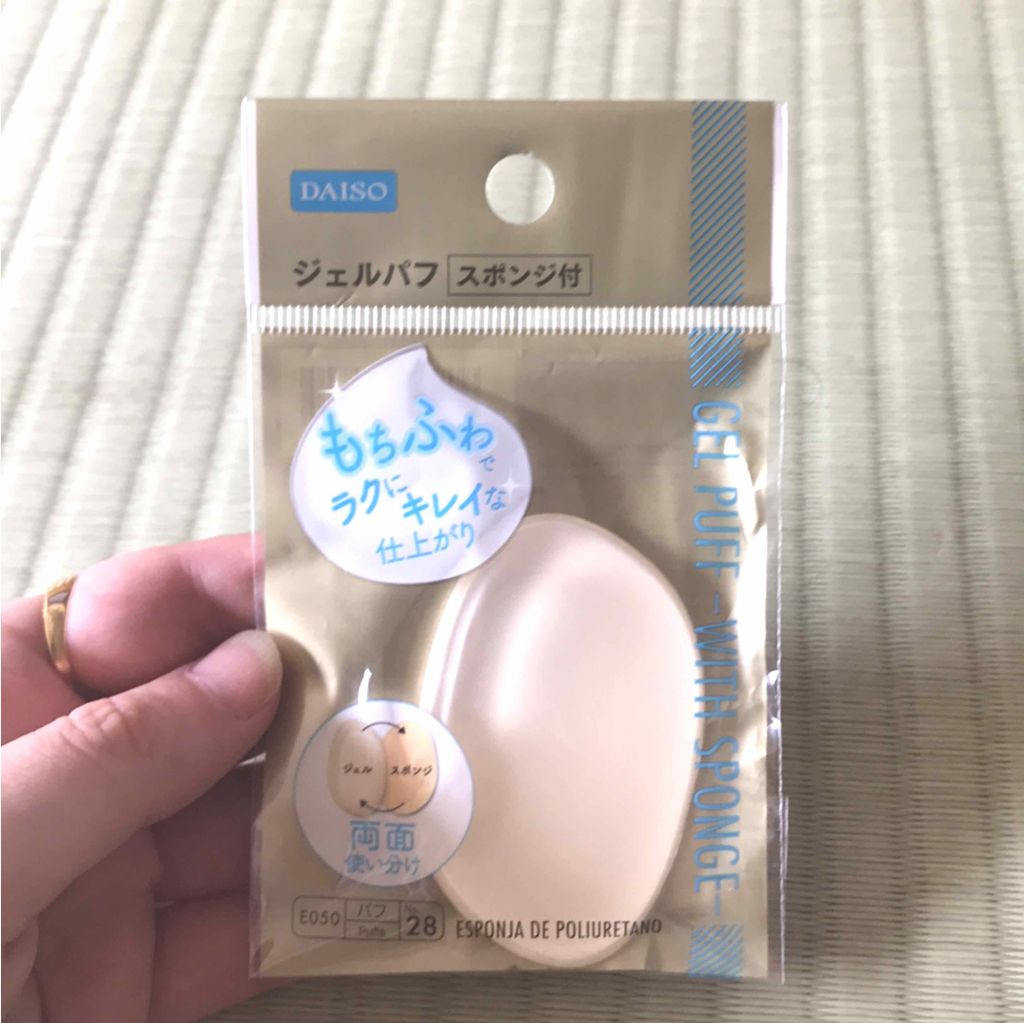 DAISO
ジェルパフ スポンジ付
もちふわで
ラクにキレイな
仕上がり
GEL PUFF -WITH SPONGE-
ジェル スポンジ
両面
使い分け
E050 パフ Puffs No. 28
ESPONJA DE POLIURETANO